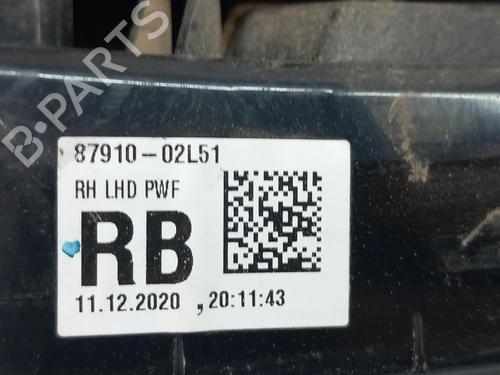 B-PARTS
87910-02L51
RH LHD PWF
RB
11.12.2020 ,20:11:43